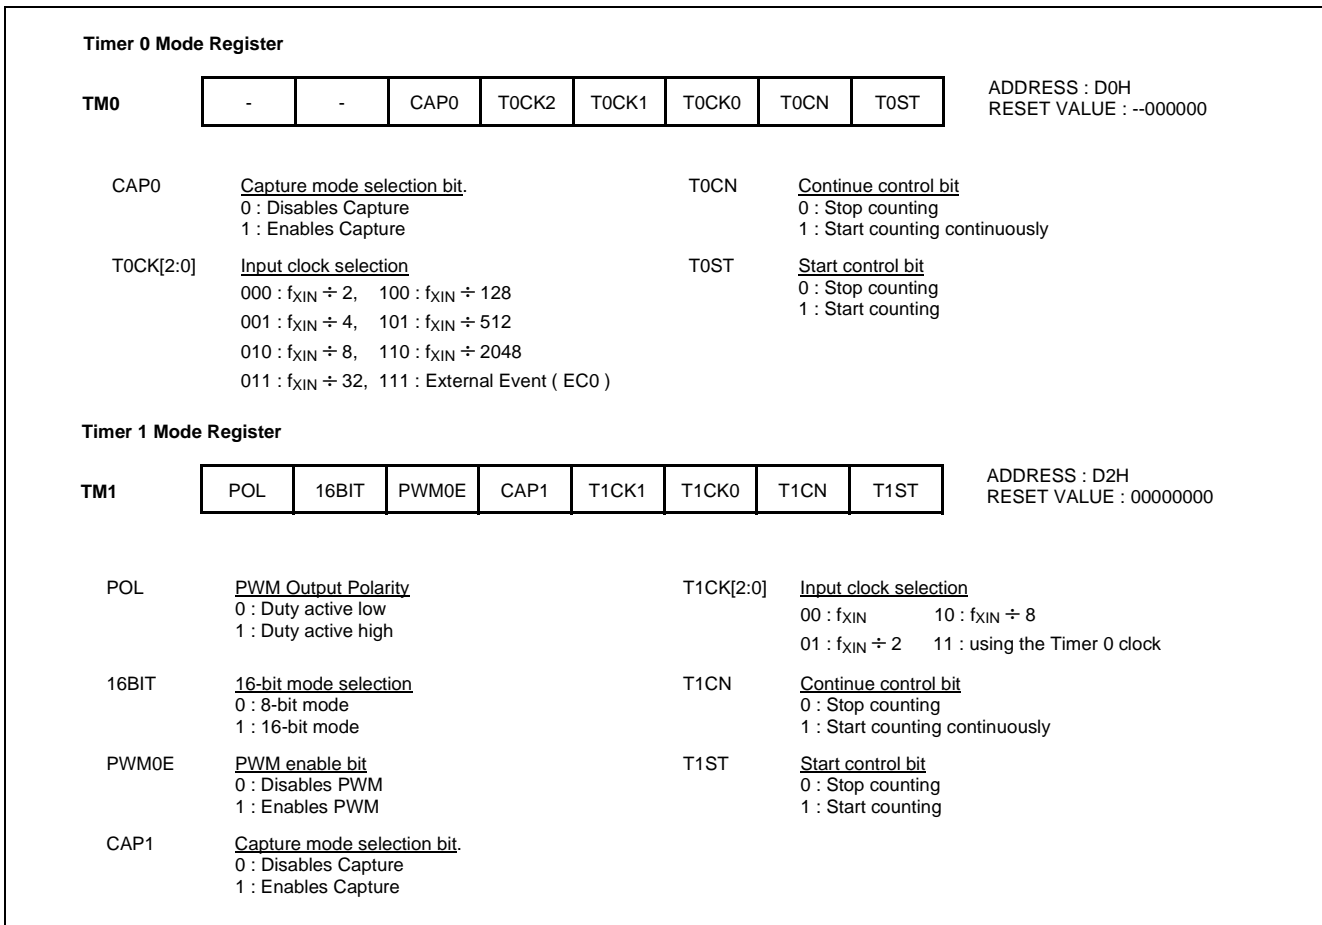 Timer 0 Mode Register
TM0 - - CAP0 T0CK2 T0CK1 T0CK0 T0CN T0ST
ADDRESS : D0H
RESET VALUE : --000000
CAP0 Capture mode selection bit.
0 : Disables Capture
1 : Enables Capture
T0CN Continue control bit
0 : Stop counting
1 : Start counting continuously
T0CK[2:0] Input clock selection
000 : fXIN ÷ 2, 100 : fXIN ÷ 128
001 : fXIN ÷ 4, 101 : fXIN ÷ 512
010 : fXIN ÷ 8, 110 : fXIN ÷ 2048
011 : fXIN ÷ 32, 111 : External Event ( EC0 )
T0ST Start control bit
0 : Stop counting
1 : Start counting
Timer 1 Mode Register
TM1 POL 16BIT PWM0E CAP1 T1CK1 T1CK0 T1CN T1ST
ADDRESS : D2H
RESET VALUE : 00000000
POL PWM Output Polarity
0 : Duty active low
1 : Duty active high
T1CK[2:0] Input clock selection
00 : fXIN 10 : fXIN ÷ 8
01 : fXIN ÷ 2 11 : using the Timer 0 clock
16BIT 16-bit mode selection
0 : 8-bit mode
1 : 16-bit mode
T1CN Continue control bit
0 : Stop counting
1 : Start counting continuously
PWM0E PWM enable bit
0 : Disables PWM
1 : Enables PWM
T1ST Start control bit
0 : Stop counting
1 : Start counting
CAP1 Capture mode selection bit.
0 : Disables Capture
1 : Enables Capture